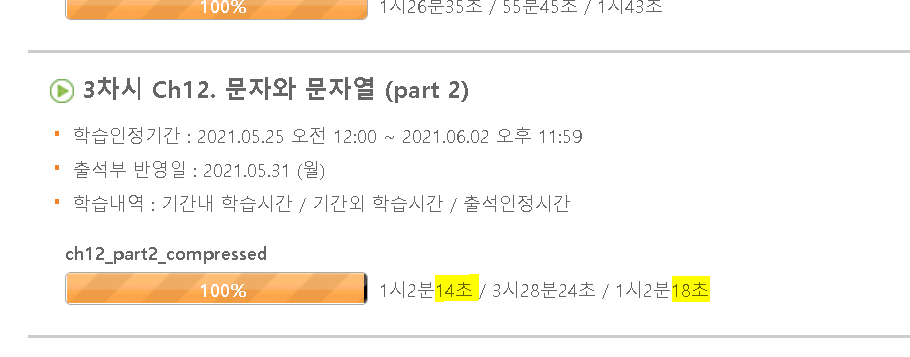 100% 1시26분35초 / 55분45초 / 1시43초
3차시 Ch12. 문자와 문자열 (part 2)
학습인정기간 : 2021.05.25 오전 12:00 ~ 2021.06.02 오후 11:59
출석부 반영일 : 2021.05.31 (월)
학습내역 : 기간내 학습시간 / 기간외 학습시간 / 출석인정시간
ch12_part2_compressed
100% 1시2분14초 / 3시28분24초 / 1시2분18초